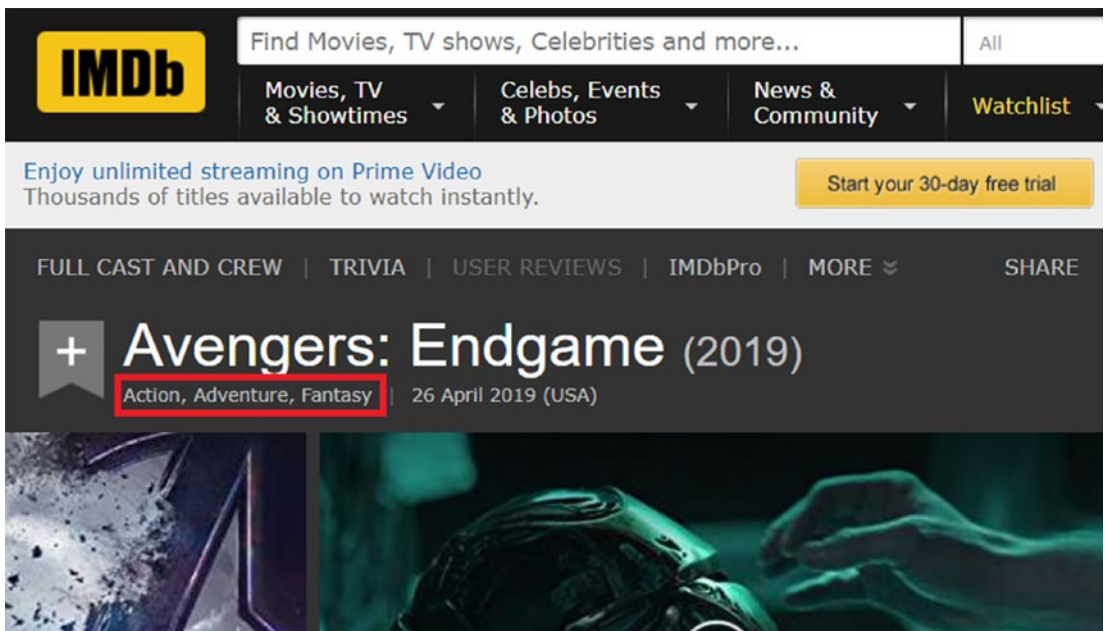 IMDb
Find Movies, TV shows, Celebrities and more...
All
Movies, TV
& Showtimes
Celebs, Events
& Photos
News &
Community
Watchlist
Enjoy unlimited streaming on Prime Video
Thousands of titles available to watch instantly.
Start your 30-day free trial
FULL CAST AND CREW | TRIVIA | USER REVIEWS | IMDbPro | MORE SHARE
+ Avengers: Endgame (2019)
Action, Adventure, Fantasy | 26 April 2019 (USA)